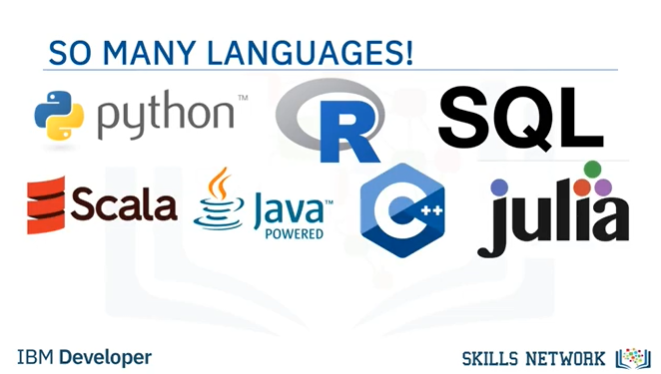 SO MANY LANGUAGES!
python™
R
SQL
Scala
Java™
POWERED
C++
julia
IBM Developer
SKILLS NETWORK